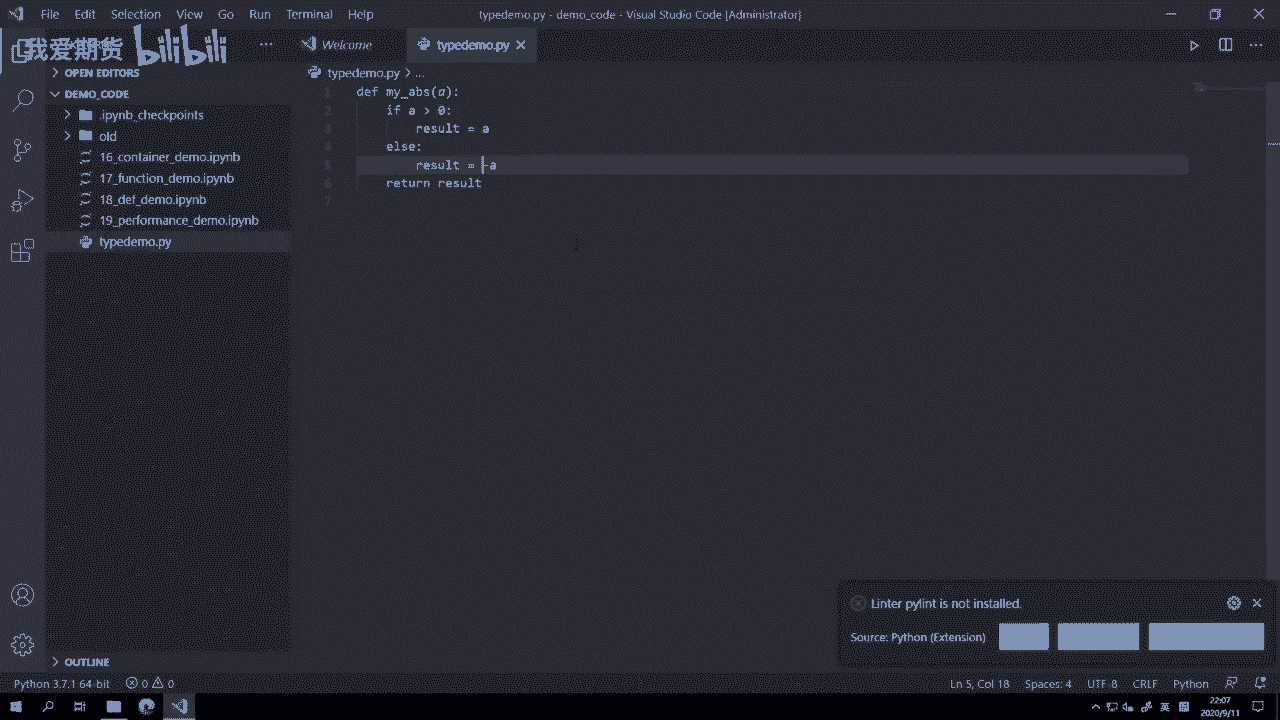 File Edit Selection View Go Run Terminal Help
typedemo.py - demo_code - Visual Studio Code [Administrator]
我爱期货 bilibili
Welcome
typedemo.py
OPEN EDITORS
typedemo.py > ...
DEMO_CODE
.ipynb_checkpoints
old
16_container_demo.ipynb
17_function_demo.ipynb
18_def_demo.ipynb
19_performance_demo.ipynb
typedemo.py
1 def my_abs(a):
2 if a > 0:
3 result = a
4 else:
5 result = -a
6 return result
7
Linter pylint is not installed.
Source: Python (Extension)
OUTLINE
Python 3.7.1 64-bit 0 0
Ln 5, Col 18 Spaces: 4 UTF-8 CRLF Python
英
22:07
2020/9/11